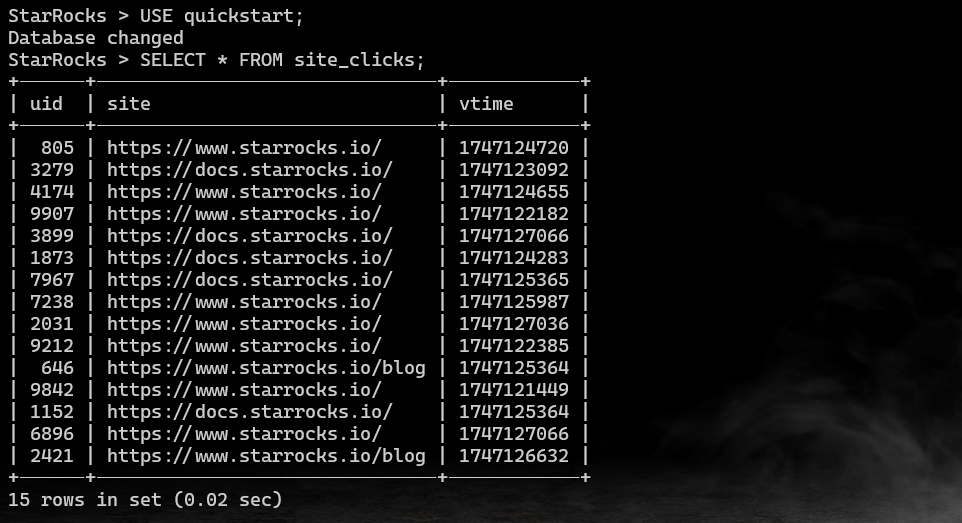 StarRocks > USE quickstart;
Database changed
StarRocks > SELECT * FROM site_clicks;
+------+-------------------------------+------------+
| uid  | site                          | vtime      |
+------+-------------------------------+------------+
|  805 | https://www.starrocks.io/     | 1747124720 |
| 3279 | https://docs.starrocks.io/    | 1747123092 |
| 4174 | https://www.starrocks.io/     | 1747124655 |
| 9907 | https://www.starrocks.io/     | 1747122182 |
| 3899 | https://docs.starrocks.io/    | 1747127066 |
| 1873 | https://www.starrocks.io/     | 1747124283 |
| 7967 | https://docs.starrocks.io/    | 1747125365 |
| 7238 | https://www.starrocks.io/     | 1747125987 |
| 2031 | https://www.starrocks.io/     | 1747127036 |
| 9212 | https://www.starrocks.io/     | 1747122385 |
|  646 | https://www.starrocks.io/blog | 1747125364 |
| 9842 | https://www.starrocks.io/     | 1747121449 |
| 1152 | https://docs.starrocks.io/    | 1747125364 |
| 6896 | https://www.starrocks.io/     | 1747127066 |
| 2421 | https://www.starrocks.io/blog | 1747126632 |
+------+-------------------------------+------------+
15 rows in set (0.02 sec)